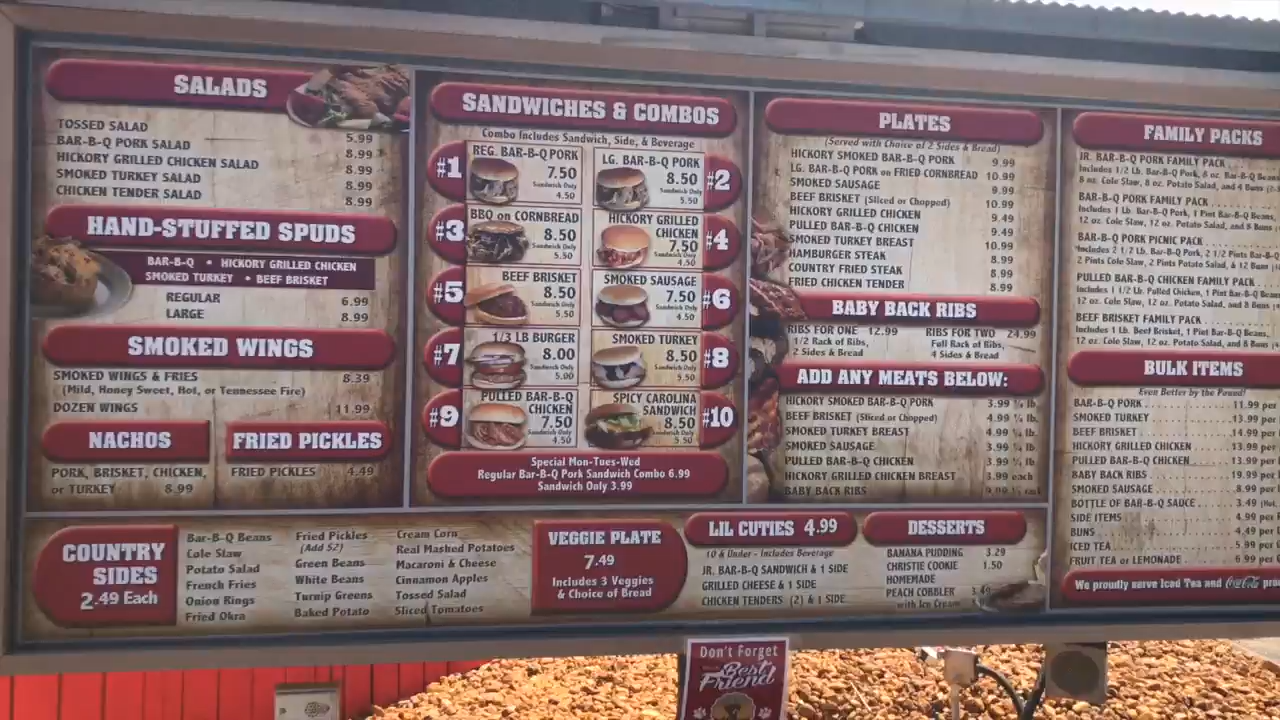 SALADS
TOSSED SALAD 5.99
BAR-B-Q PORK SALAD 8.99
HICKORY GRILLED CHICKEN SALAD 8.99
SMOKED TURKEY SALAD 8.99
CHICKEN TENDER SALAD 8.99
HAND-STUFFED SPUDS
BAR-B-Q • HICKORY GRILLED CHICKEN
SMOKED TURKEY • BEEF BRISKET
REGULAR 6.99
LARGE 8.99
SMOKED WINGS
SMOKED WINGS & FRIES 8.39
(Mild, Honey Sweet, Hot, or Tennessee Fire)
DOZEN WINGS 11.99
NACHOS
PORK, BRISKET, CHICKEN,
or TURKEY 8.99
FRIED PICKLES
FRIED PICKLES 4.49
SANDWICHES & COMBOS
Combo Includes Sandwich, Side, & Beverage
#1
REG. BAR-B-Q PORK
7.50
Sandwich Only
4.50
LG. BAR-B-Q PORK
8.50
Sandwich Only
5.50
#2
#3
BBQ on CORNBREAD
8.50
Sandwich Only
5.50
HICKORY GRILLED
CHICKEN
7.50
Sandwich Only
4.50
#4
#5
BEEF BRISKET
8.50
Sandwich Only
5.50
SMOKED SAUSAGE
7.50
Sandwich Only
4.50
#6
#7
1/3 LB BURGER
8.00
Sandwich Only
5.00
SMOKED TURKEY
8.50
Sandwich Only
5.50
#8
#9
PULLED BAR-B-Q
CHICKEN
7.50
Sandwich Only
4.50
SPICY CAROLINA
SANDWICH
8.50
Sandwich Only
5.50
#10
Special Mon-Tues-Wed
Regular Bar-B-Q Pork Sandwich Combo 6.99
Sandwich Only 3.99
PLATES
(Served with Choice of 2 Sides & Bread)
HICKORY SMOKED BAR-B-Q PORK 9.99
LG. BAR-B-Q PORK on FRIED CORNBREAD 10.99
SMOKED SAUSAGE 9.99
BEEF BRISKET (Sliced or Chopped) 10.99
HICKORY GRILLED CHICKEN 9.49
PULLED BAR-B-Q CHICKEN 9.49
SMOKED TURKEY BREAST 10.99
HAMBURGER STEAK 8.99
COUNTRY FRIED STEAK 8.99
FRIED CHICKEN TENDER 8.99
BABY BACK RIBS
RIBS FOR ONE 12.99
1/2 Rack of Ribs,
2 Sides & Bread
RIBS FOR TWO 24.99
Full Rack of Ribs,
4 Sides & Bread
ADD ANY MEATS BELOW:
HICKORY SMOKED BAR-B-Q PORK 3.99 ¼ lb.
BEEF BRISKET (Sliced or Chopped) 4.99 ¼ lb.
SMOKED TURKEY BREAST 4.99 ¼ lb.
SMOKED SAUSAGE 3.99 ¼ lb.
PULLED BAR-B-Q CHICKEN 3.99 ¼ lb.
HICKORY GRILLED CHICKEN BREAST 3.99 each
BABY BACK RIBS
FAMILY PACKS
JR. BAR-B-Q PORK FAMILY PACK
Includes 1/2 Lb. Bar-B-Q Pork, 8 oz. Bar-B-Q Beans,
8 oz. Cole Slaw, 8 oz. Potato Salad, and 4 Buns
BAR-B-Q PORK FAMILY PACK
Includes 1 Lb. Bar-B-Q Pork, 1 Pint Bar-B-Q Beans,
12 oz. Cole Slaw, 12 oz. Potato Salad, and 8 Buns
BAR-B-Q PORK PICNIC PACK
Includes 2 1/2 Lb. Bar-B-Q Pork, 2 1/2 Pints Bar-B-Q
2 Pints Cole Slaw, 2 Pints Potato Salad, & 12 Buns
PULLED BAR-B-Q CHICKEN FAMILY PACK
Includes 1 1/2 Lb. Pulled Chicken, 1 Pint Bar-B-Q Beans,
12 oz. Cole Slaw, 12 oz. Potato Salad, and 8 Buns
BEEF BRISKET FAMILY PACK
Includes 1 Lb. Beef Brisket, 1 Pint Bar-B-Q Beans,
12 oz. Cole Slaw, 12 oz. Potato Salad, and 8 Buns
BULK ITEMS
Even Better by the Pound!
BAR-B-Q PORK 11.99 per
SMOKED TURKEY 13.99 per
BEEF BRISKET 14.99 per
HICKORY GRILLED CHICKEN 13.99 per
PULLED BAR-B-Q CHICKEN 13.99 per
BABY BACK RIBS 19.99 per
SMOKED SAUSAGE 8.99 per
BOTTLE OF BAR-B-Q SAUCE 3.49
SIDE ITEMS 4.99 per
BUNS 4.49 per
ICED TEA 5.99 per
FRUIT TEA or LEMONADE 6.99 per
We proudly serve Iced Tea and Coca-Cola
COUNTRY
SIDES
2.49 Each
Bar-B-Q Beans
Cole Slaw
Potato Salad
French Fries
Onion Rings
Fried Okra
Fried Pickles
(Add $2)
Green Beans
White Beans
Turnip Greens
Baked Potato
Cream Corn
Real Mashed Potatoes
Macaroni & Cheese
Cinnamon Apples
Tossed Salad
Sliced Tomatoes
VEGGIE PLATE
7.49
Includes 3 Veggies
& Choice of Bread
LIL CUTIES 4.99
10 & Under - Includes Beverage
JR. BAR-B-Q SANDWICH & 1 SIDE
GRILLED CHEESE & 1 SIDE
CHICKEN TENDERS (2) & 1 SIDE
DESSERTS
BANANA PUDDING 3.29
CHRISTIE COOKIE 1.50
HOMEMADE
PEACH COBBLER 3.49
with Ice Cream
Don't Forget
Best
Friend